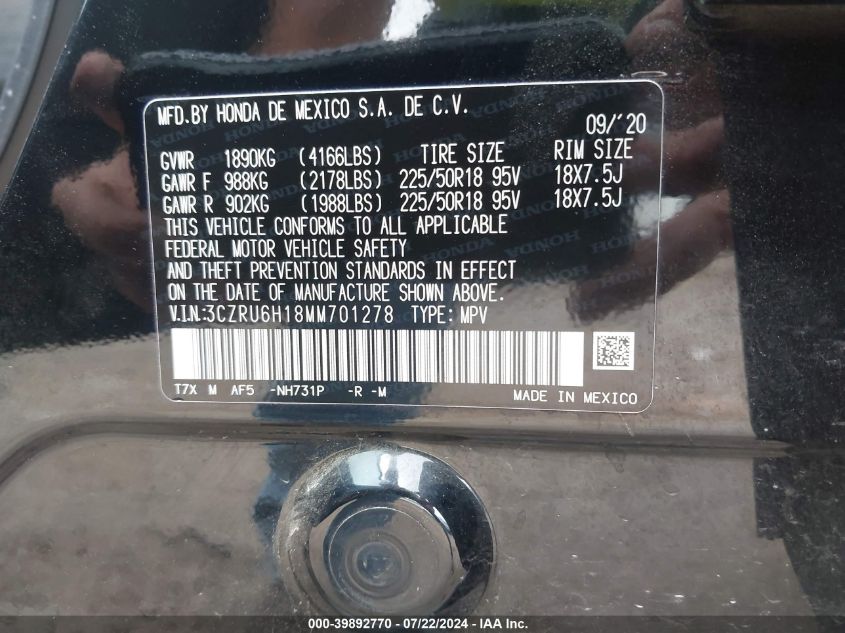 MFD.BY HONDA DE MEXICO S.A. DE C.V.
09/'20
GVWR 1890KG (4166LBS) TIRE SIZE RIM SIZE
GAWR F 988KG (2178LBS) 225/50R18 95V 18X7.5J
GAWR R 902KG (1988LBS) 225/50R18 95V 18X7.5J
THIS VEHICLE CONFORMS TO ALL APPLICABLE
FEDERAL MOTOR VEHICLE SAFETY
AND THEFT PREVENTION STANDARDS IN EFFECT
ON THE DATE OF MANUFACTURE SHOWN ABOVE.
V.I.N.:3CZRU6H18MM701278 TYPE: MPV
T7X M AF5 -NH731P -R -M MADE IN MEXICO
000-39892770 - 07/22/2024 - IAA Inc.